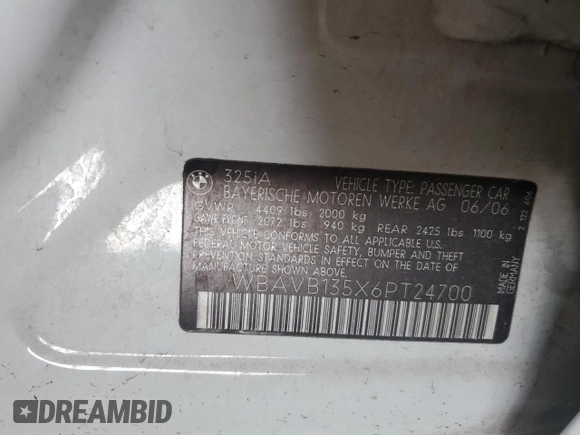 BMW
325iA
VEHICLE TYPE: PASSENGER CAR
BAYERISCHE MOTOREN WERKE AG 06/06
GVWR 4409 lbs 2000 kg
GAWR FRONT 2072 lbs 940 kg REAR 2425 lbs 1100 kg
THIS VEHICLE CONFORMS TO ALL APPLICABLE U.S.
FEDERAL MOTOR VEHICLE SAFETY, BUMPER AND THEFT
PREVENTION STANDARDS IN EFFECT ON THE DATE OF
MANUFACTURE SHOWN ABOVE.
WBAVB135X6PT24700
MADE IN
GERMANY
DREAMBID